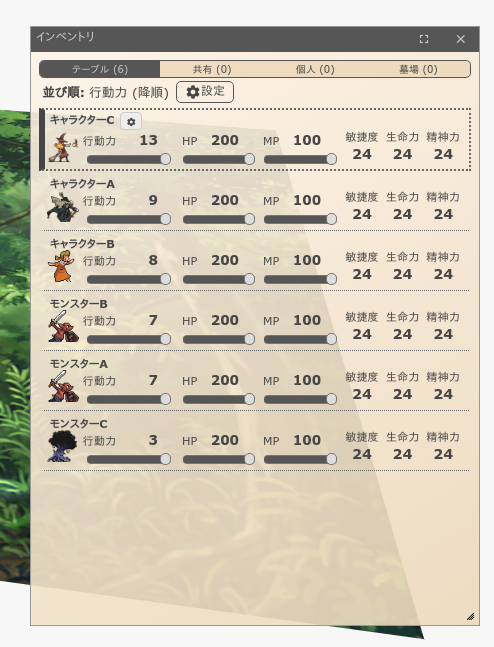 インベントリ
テーブル (6) 共有 (0) 個人 (0) 墓場 (0)
並び順: 行動力 (降順) 設定
キャラクターC
行動力 13 HP 200 MP 100 敏捷度 24 生命力 24 精神力 24
キャラクターA
行動力 9 HP 200 MP 100 敏捷度 24 生命力 24 精神力 24
キャラクターB
行動力 8 HP 200 MP 100 敏捷度 24 生命力 24 精神力 24
モンスターB
行動力 7 HP 200 MP 100 敏捷度 24 生命力 24 精神力 24
モンスターA
行動力 7 HP 200 MP 100 敏捷度 24 生命力 24 精神力 24
モンスターC
行動力 3 HP 200 MP 100 敏捷度 24 生命力 24 精神力 24